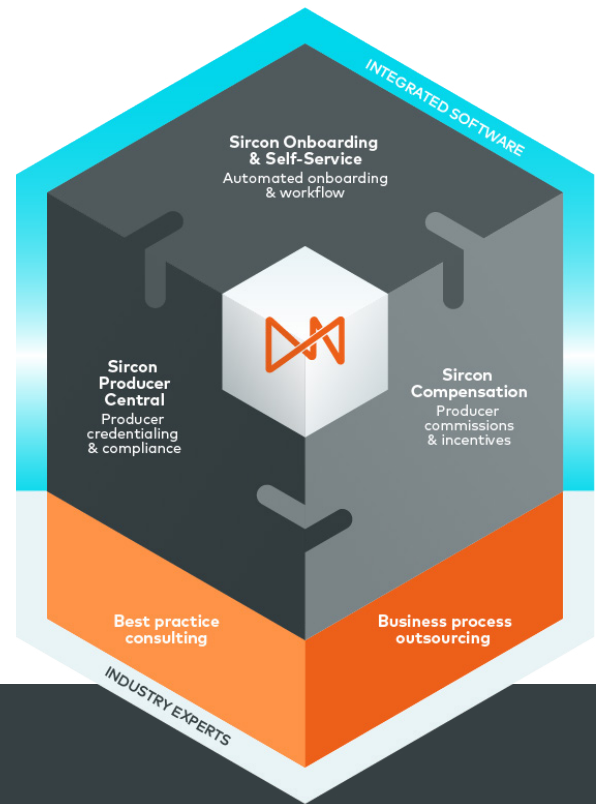 INTEGRATED SOFTWARE
Sircon Onboarding
& Self-Service
Automated onboarding
& workflow
Sircon
Producer
Central
Producer
credentialing
& compliance
Sircon
Compensation
Producer
commissions
& incentives
Best practice
consulting
Business process
outsourcing
INDUSTRY EXPERTS